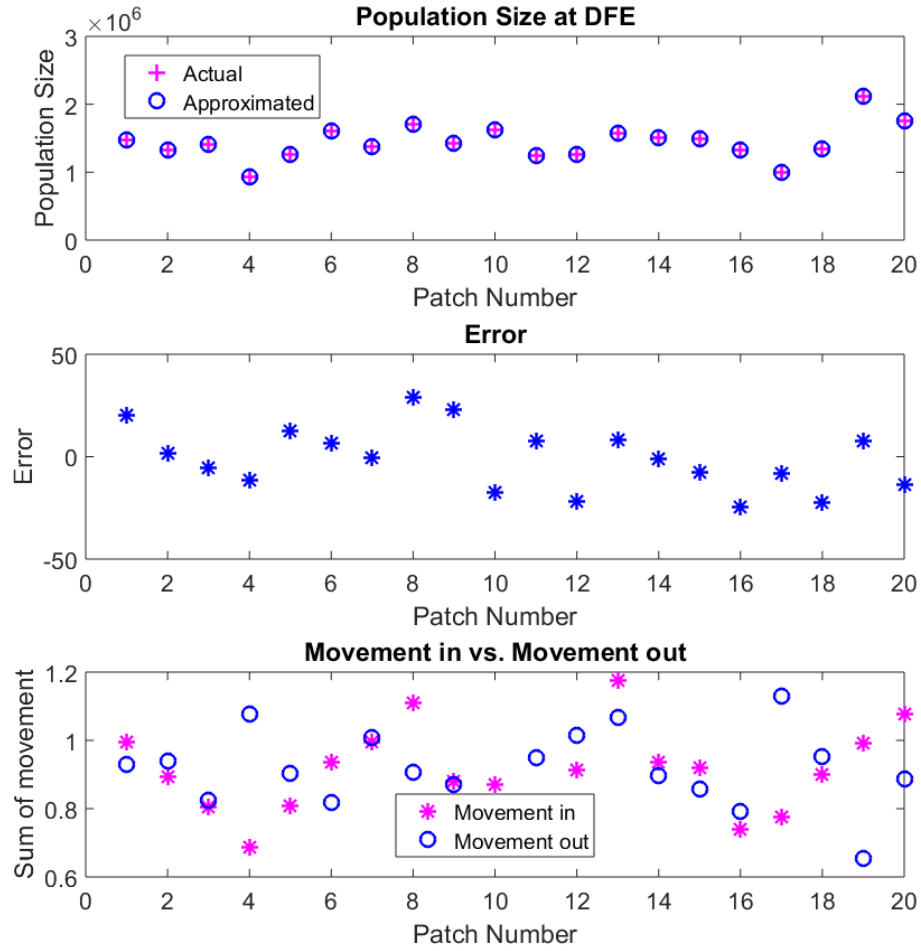 Population Size at DFE
×10⁶
3
2
1
0
Population Size
Actual
Approximated
0 2 4 6 8 10 12 14 16 18 20
Patch Number
Error
50
0
-50
Error
0 2 4 6 8 10 12 14 16 18 20
Patch Number
Movement in vs. Movement out
1.2
1
0.8
0.6
Sum of movement
Movement in
Movement out
0 2 4 6 8 10 12 14 16 18 20
Patch Number